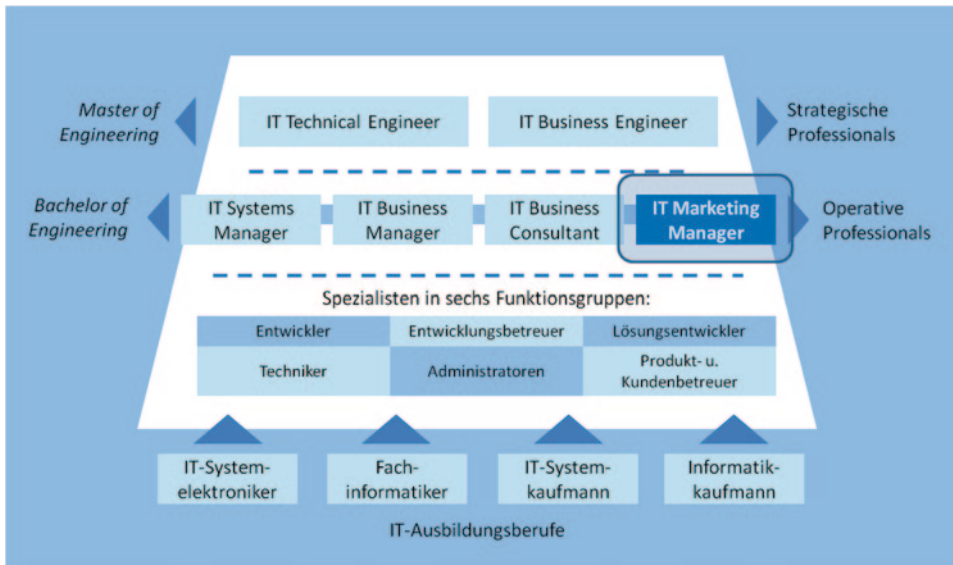 Master of
Engineering
IT Technical Engineer
IT Business Engineer
Strategische
Professionals
Bachelor of
Engineering
IT Systems
Manager
IT Business
Manager
IT Business
Consultant
IT Marketing
Manager
Operative
Professionals
Spezialisten in sechs Funktionsgruppen:
Entwickler
Entwicklungsbetreuer
Lösungsentwickler
Techniker
Administratoren
Produkt- u.
Kundenbetreuer
IT-System-
elektroniker
Fach-
informatiker
IT-System-
kaufmann
Informatik-
kaufmann
IT-Ausbildungsberufe